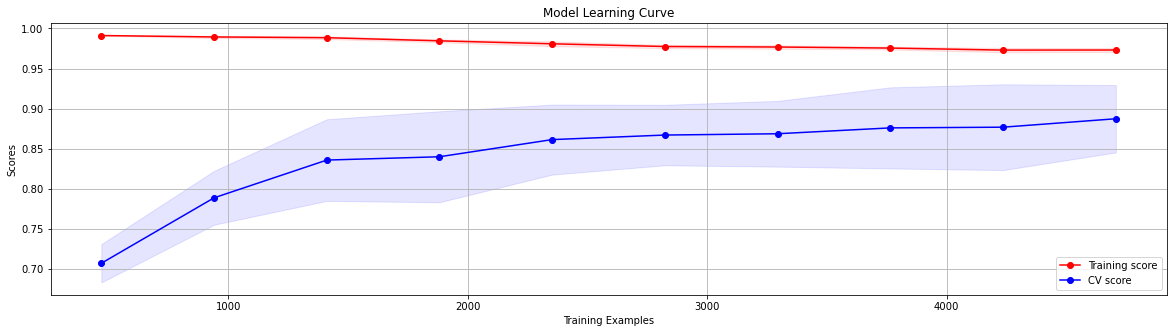 Model Learning Curve
Scores
1.00
0.95
0.90
0.85
0.80
0.75
0.70
Training score
CV score
1000
2000
3000
4000
Training Examples